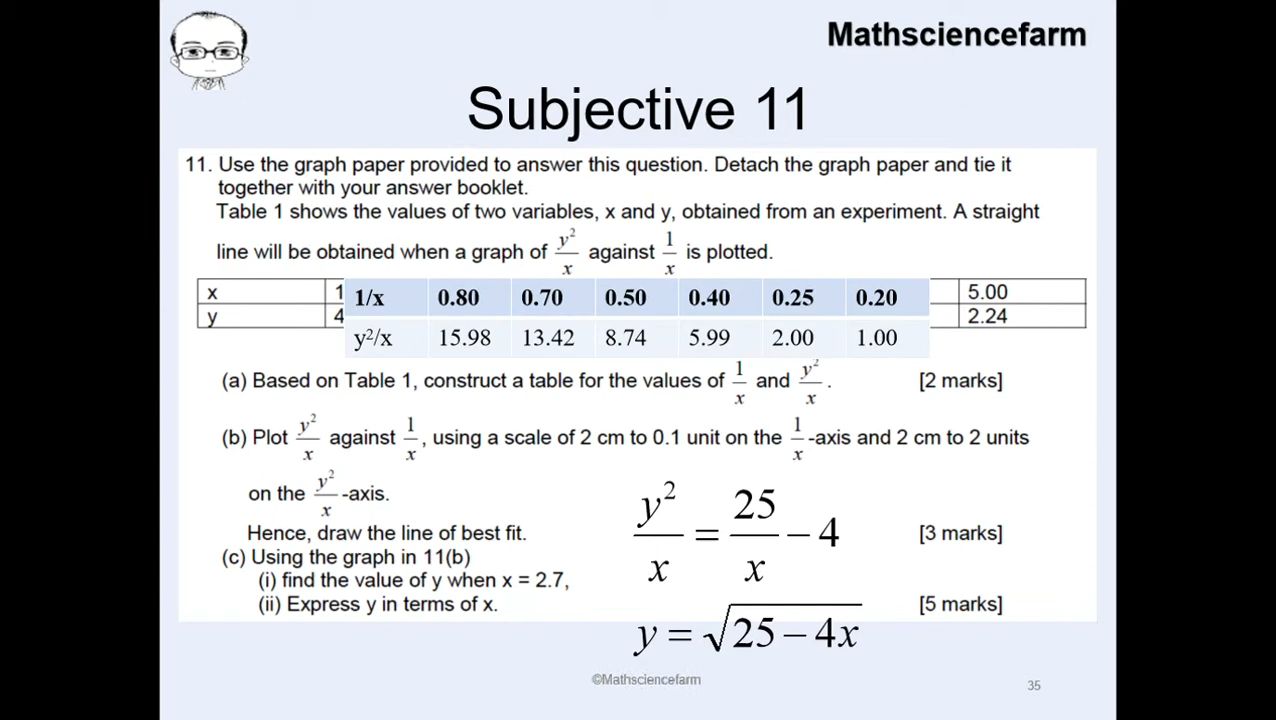 Mathsciencefarm
Subjective 11
11. Use the graph paper provided to answer this question. Detach the graph paper and tie it
together with your answer booklet.
Table 1 shows the values of two variables, x and y, obtained from an experiment. A straight
line will be obtained when a graph of y²/x against 1/x is plotted.
x 1 5.00
y 4 2.24
1/x 0.80 0.70 0.50 0.40 0.25 0.20
y²/x 15.98 13.42 8.74 5.99 2.00 1.00
(a) Based on Table 1, construct a table for the values of 1/x and y²/x. [2 marks]
(b) Plot y²/x against 1/x, using a scale of 2 cm to 0.1 unit on the 1/x-axis and 2 cm to 2 units
on the y²/x-axis.
Hence, draw the line of best fit. [3 marks]
(c) Using the graph in 11(b)
(i) find the value of y when x = 2.7,
(ii) Express y in terms of x. [5 marks]
y²/x = 25/x − 4
y = √(25 − 4x)
©Mathsciencefarm
35